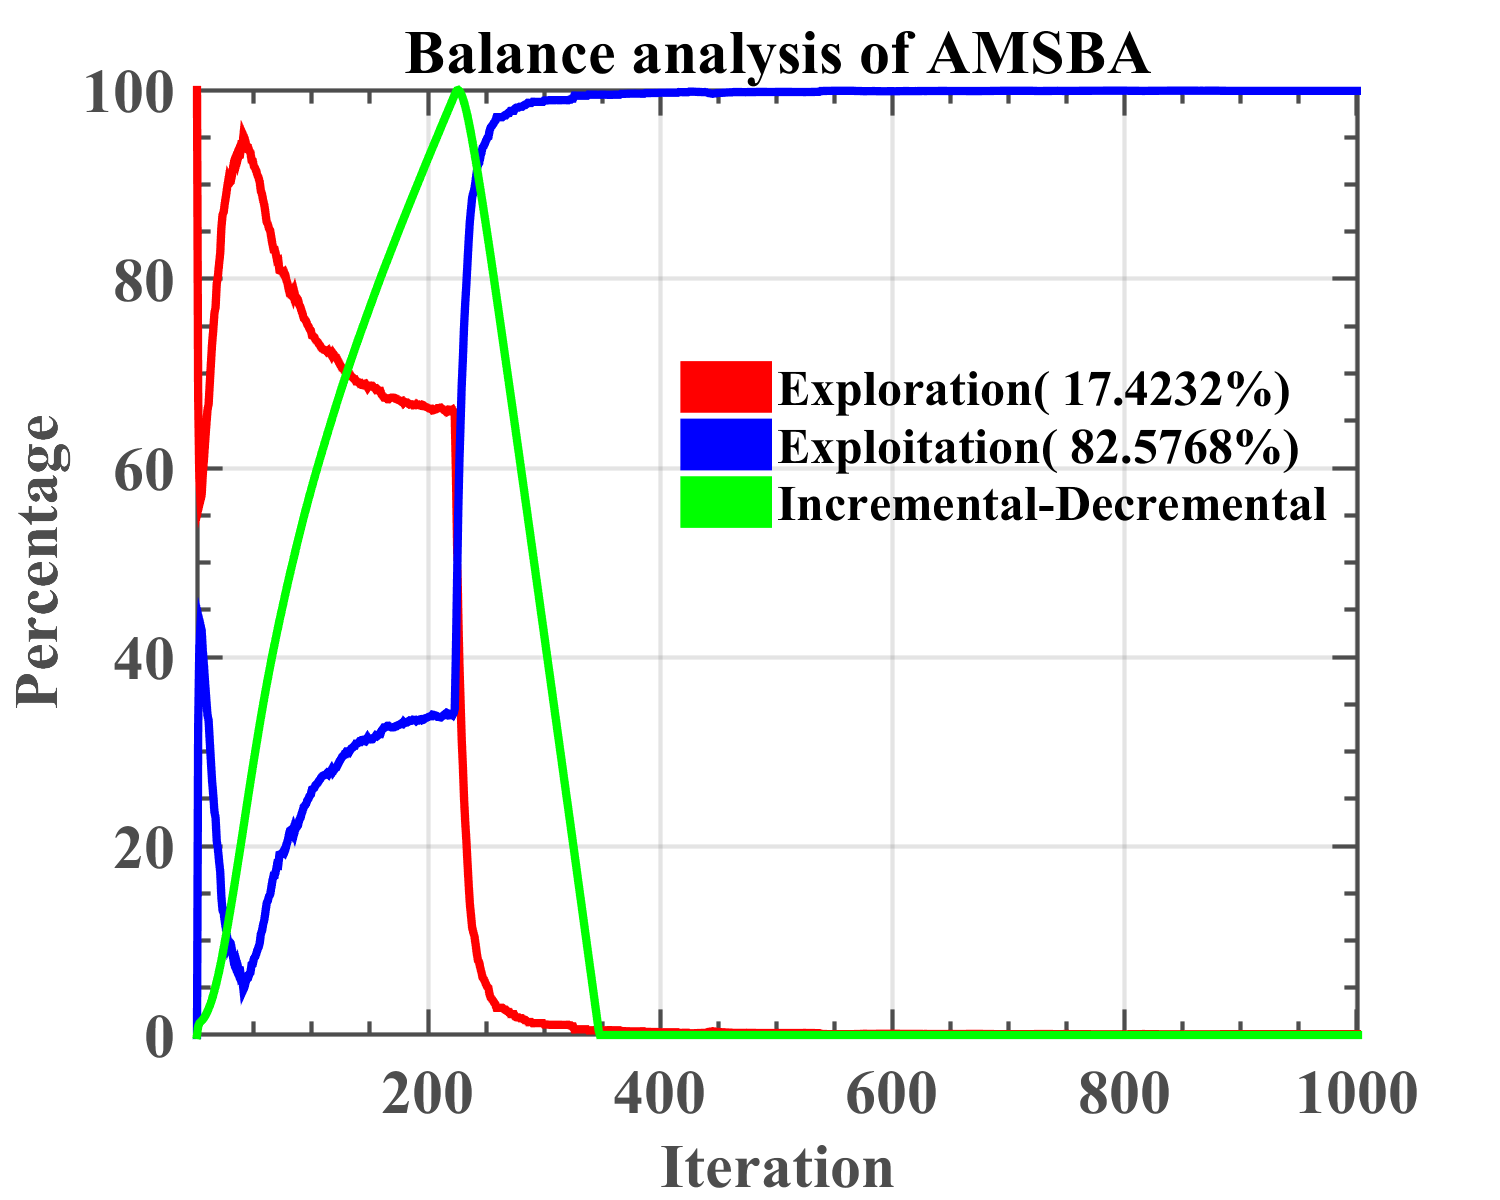 Balance analysis of AMSBA
100
80
60
40
20
0
Percentage
Exploration( 17.4232%)
Exploitation( 82.5768%)
Incremental-Decremental
200 400 600 800 1000
Iteration